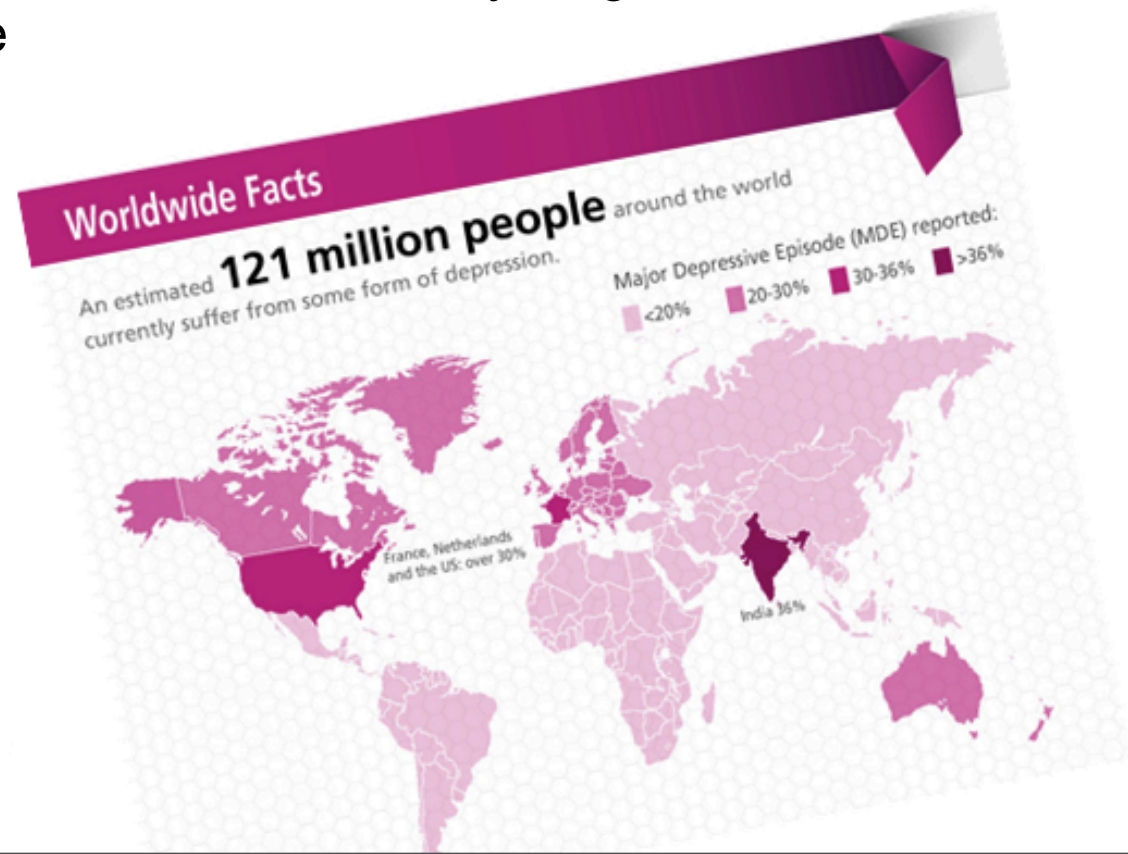 e
Worldwide Facts
An estimated 121 million people around the world
currently suffer from some form of depression.
Major Depressive Episode (MDE) reported:
<20% 20-30% 30-36% >36%
France, Netherlands
and the US: over 30%
India 36%